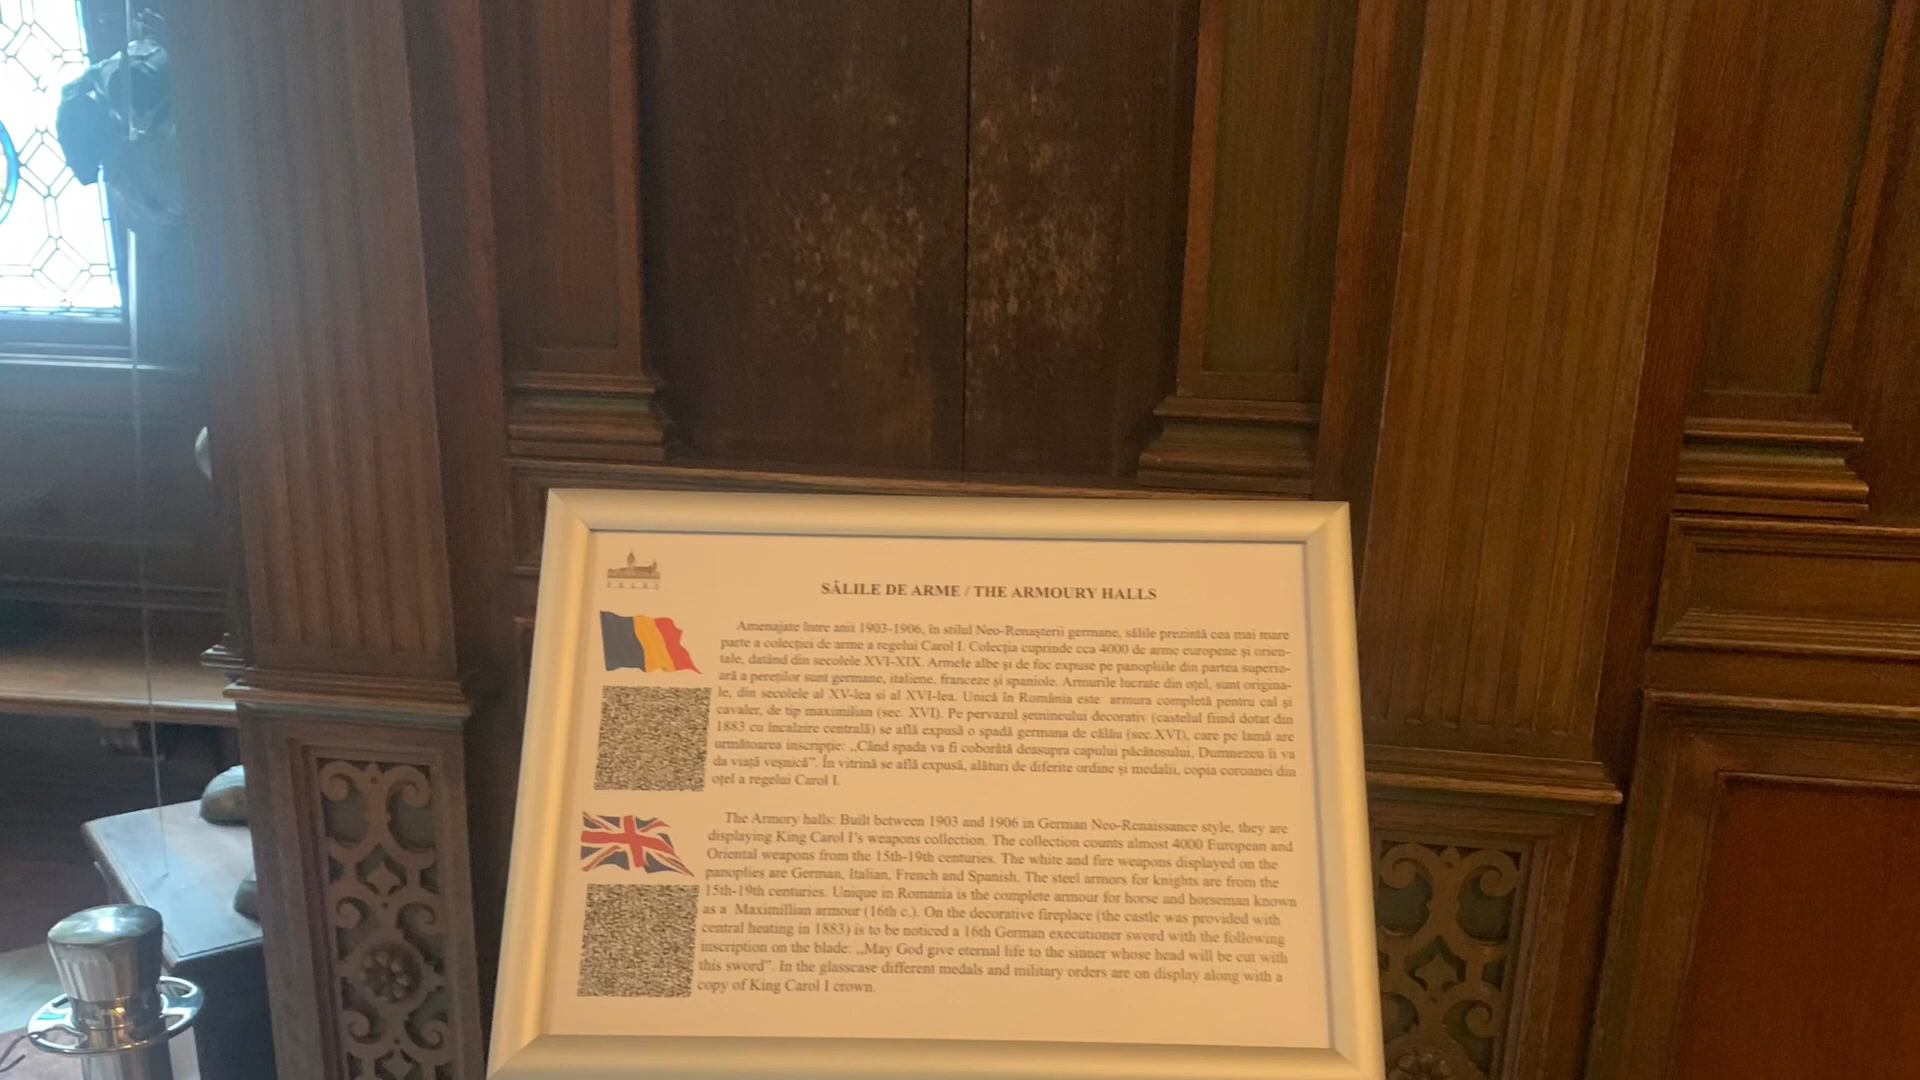 PELEȘ
SĂLILE DE ARME / THE ARMOURY HALLS
Amenajate între anii 1903-1906, în stilul Neo-Renașterii germane, sălile prezintă cea mai mare
parte a colecției de arme a regelui Carol I. Colecția cuprinde cca 4000 de arme europene și orien-
tale, datând din secolele XVI-XIX. Armele albe și de foc expuse pe panopliile din partea superio-
ară a pereților sunt germane, italiene, franceze și spaniole. Armurile lucrate din oțel, sunt origina-
le, din secolele al XV-lea si al XVI-lea. Unică în România este armura completă pentru cal și
cavaler, de tip maximilian (sec. XVI). Pe pervazul șemineului decorativ (castelul fiind dotat din
1883 cu încalzire centrală) se află expusă o spadă germana de călău (sec.XVI), care pe lamă are
următoarea inscripție: „Când spada va fi coborâtă deasupra capului păcătosului, Dumnezeu îi va
da viață veșnică”. În vitrină se află expusă, alături de diferite ordine și medalii, copia coroanei din
oțel a regelui Carol I.
The Armory halls: Built between 1903 and 1906 in German Neo-Renaissance style, they are
displaying King Carol I's weapons collection. The collection counts almost 4000 European and
Oriental weapons from the 15th-19th centuries. The white and fire weapons displayed on the
panoplies are German, Italian, French and Spanish. The steel armors for knights are from the
15th-19th centuries. Unique in Romania is the complete armour for horse and horseman known
as a Maximillian armour (16th c.). On the decorative fireplace (the castle was provided with
central heating in 1883) is to be noticed a 16th German executioner sword with the following
inscription on the blade: „May God give eternal life to the sinner whose head will be cut with
this sword”. In the glasscase different medals and military orders are on display along with a
copy of King Carol I crown.